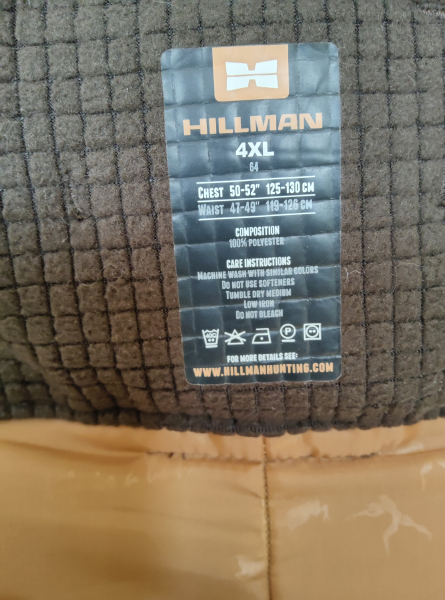 HILLMAN
4XL
64
CHEST 50-52" 125-130 CM
WAIST 47-49" 119-126 CM
COMPOSITION
100% POLYESTER
CARE INSTRUCTIONS
MACHINE WASH WITH SIMILAR COLORS
DO NOT USE SOFTENERS
TUMBLE DRY MEDIUM
LOW IRON
DO NOT BLEACH
FOR MORE DETAILS SEE:
WWW.HILLMANHUNTING.COM